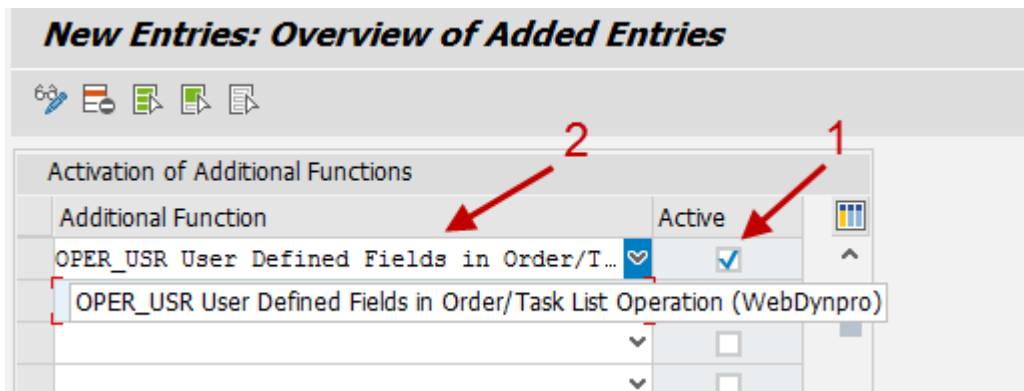 New Entries: Overview of Added Entries
2
1
Activation of Additional Functions
Additional Function
Active
OPER_USR User Defined Fields in Order/T…
OPER_USR User Defined Fields in Order/Task List Operation (WebDynpro)